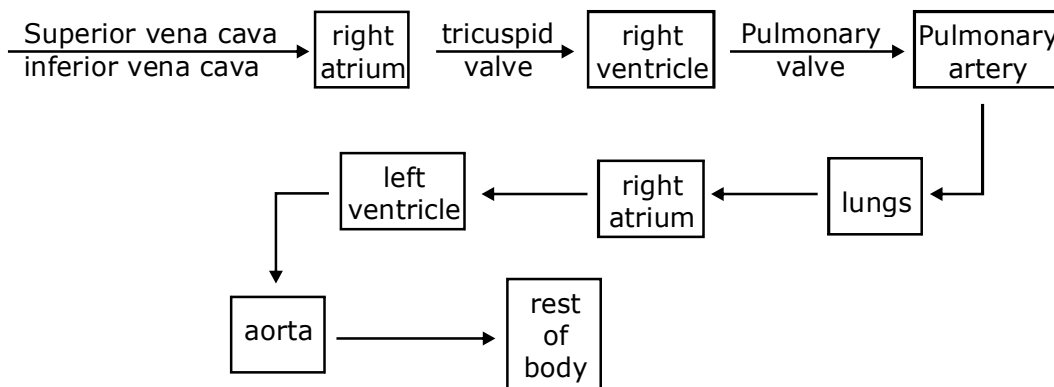 Superior vena cava
inferior vena cava
right
atrium
tricuspid
valve
right
ventricle
Pulmonary
valve
Pulmonary
artery
left
ventricle
right
atrium
lungs
aorta
rest
of
body